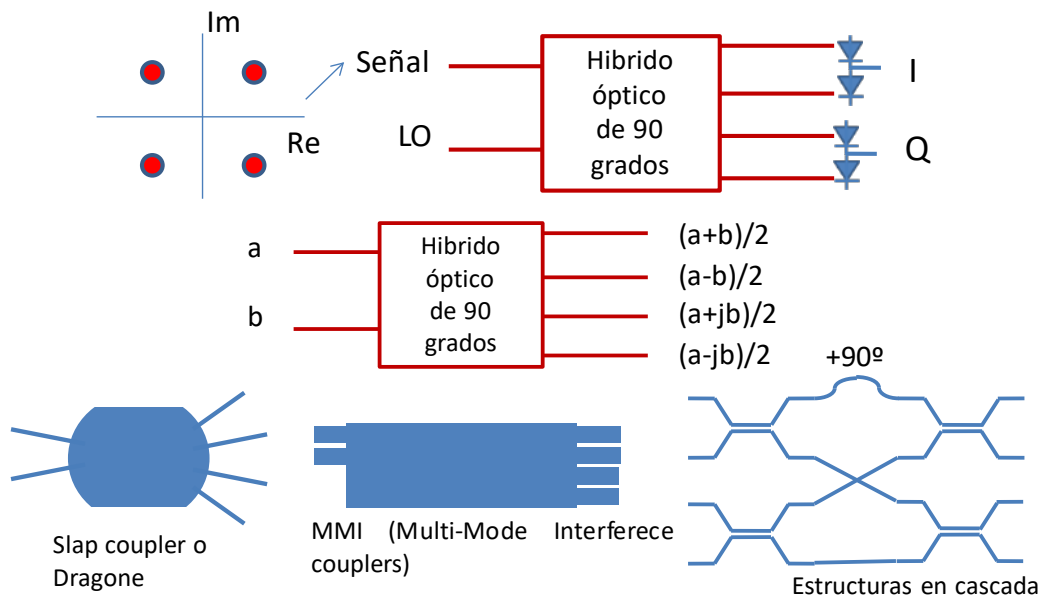 Im
Re
Señal
LO
Hibrido
óptico
de 90
grados
I
Q
a
b
Hibrido
óptico
de 90
grados
(a+b)/2
(a-b)/2
(a+jb)/2
(a-jb)/2
+90º
Slap coupler o
Dragone
MMI (Multi-Mode Interferece
couplers)
Estructuras en cascada